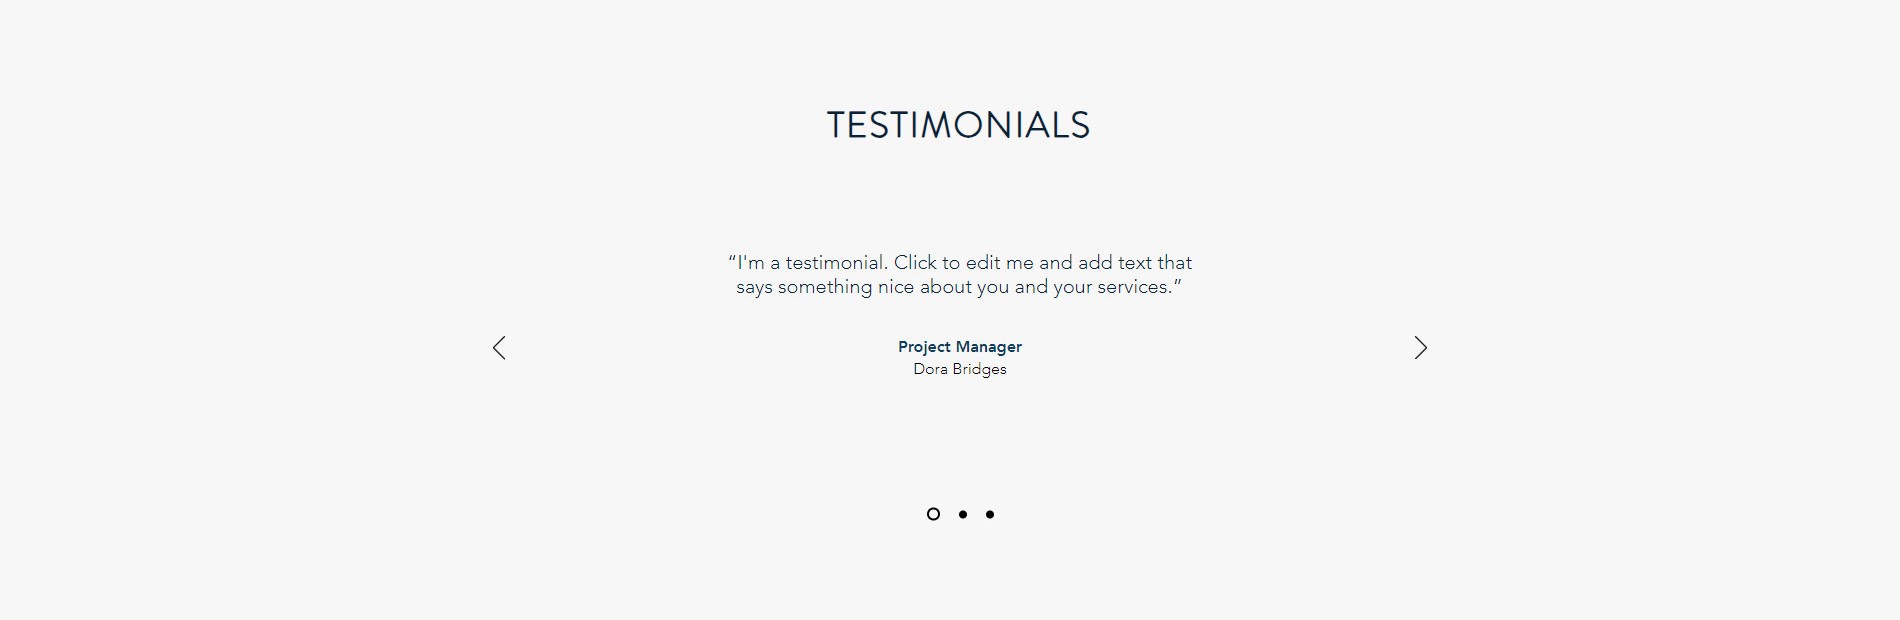 TESTIMONIALS
“I'm a testimonial. Click to edit me and add text that
says something nice about you and your services.”
Project Manager
Dora Bridges